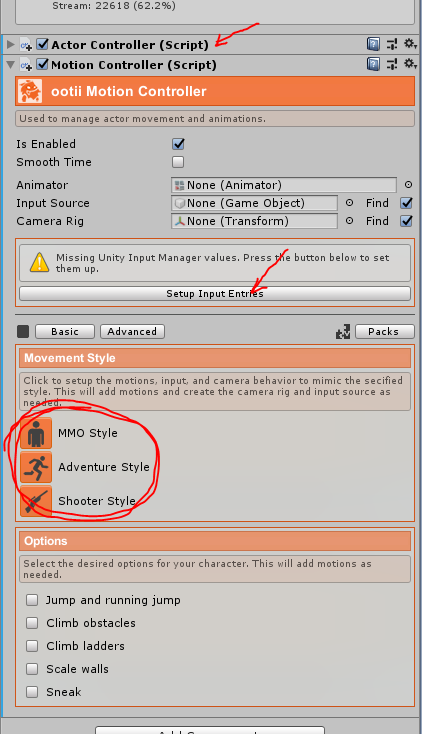 Stream: 22618 (62.2%)
Actor Controller (Script)
Motion Controller (Script)
ootii Motion Controller
Used to manage actor movement and animations.
Is Enabled
Smooth Time
Animator None (Animator)
Input Source None (Game Object) Find
Camera Rig None (Transform) Find
Missing Unity Input Manager values. Press the button below to set
them up.
Setup Input Entries
Basic Advanced Packs
Movement Style
Click to setup the motions, input, and camera behavior to mimic the secified
style. This will add motions and create the camera rig and input source as
needed.
MMO Style
Adventure Style
Shooter Style
Options
Select the desired options for your character. This will add motions as
needed.
Jump and running jump
Climb obstacles
Climb ladders
Scale walls
Sneak